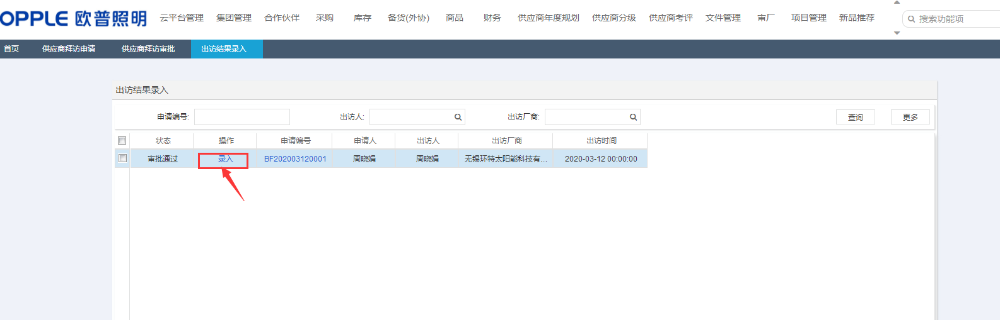 OPPLE 欧普照明 云平台管理 集团管理 合作伙伴 采购 库存 备货(外协) 商品 财务 供应商年度规划 供应商分级 供应商考评 文件管理 审厂 项目管理 新品推荐 搜索功能项
首页 供应商拜访申请 供应商拜访审批 出访结果录入
出访结果录入
申请编号: 出访人: 出访厂商: 查询 更多
状态 操作 申请编号 申请人 出访人 出访厂商 出访时间
审批通过 录入 BF202003120001 周晓娟 周晓娟 无锡环特太阳能科技有... 2020-03-12 00:00:00